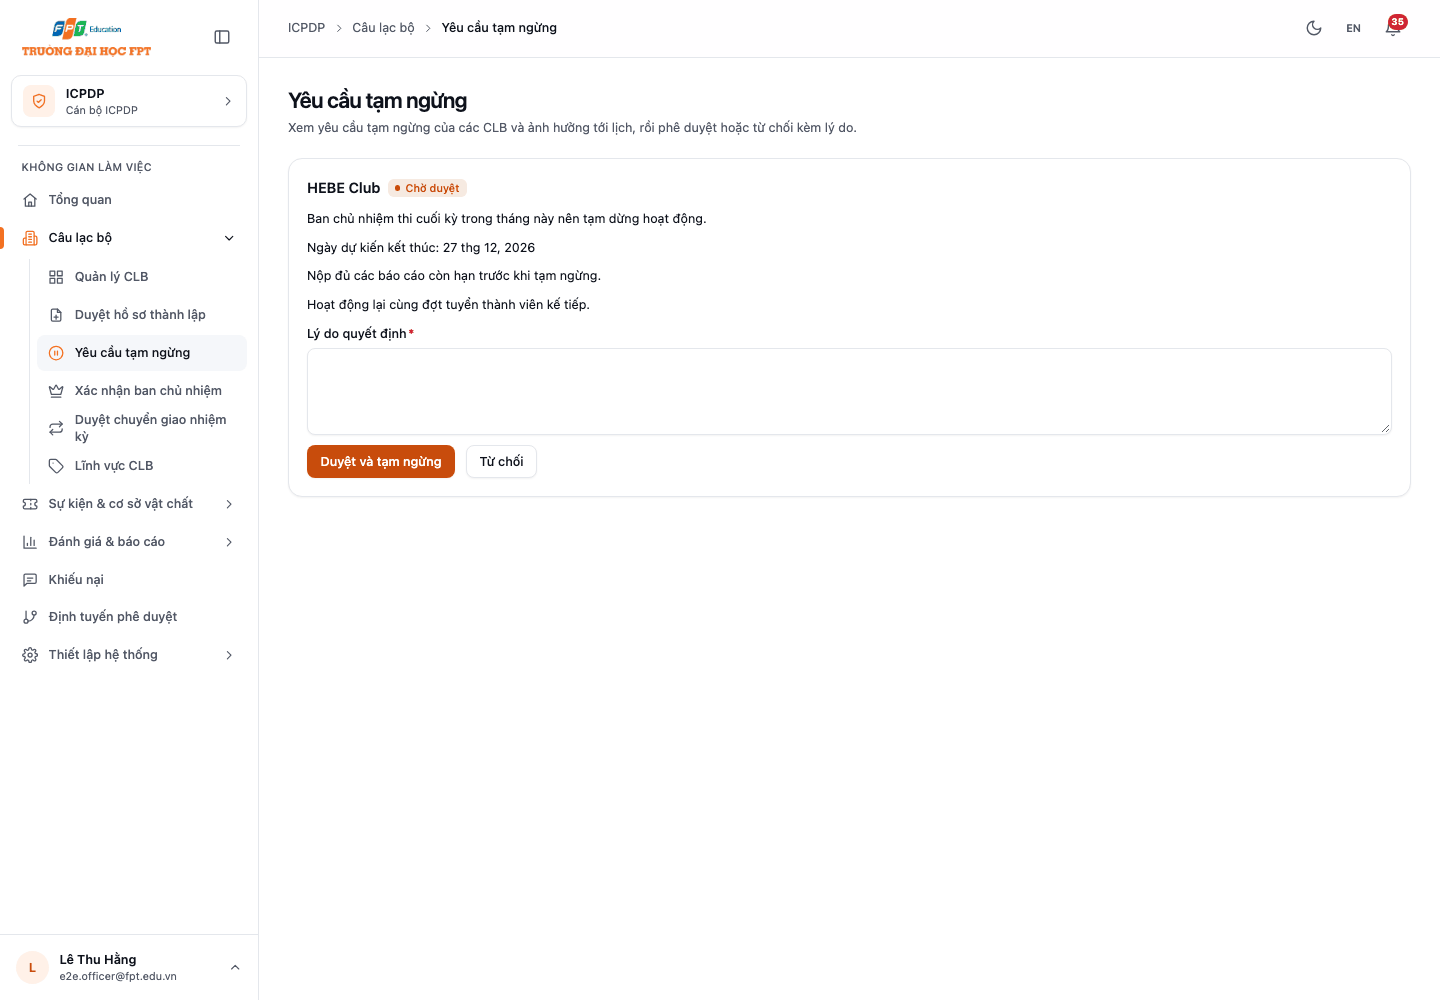 FPT Education
TRƯỜNG ĐẠI HỌC FPT
ICPDP
Cán bộ ICPDP
KHÔNG GIAN LÀM VIỆC
Tổng quan
Câu lạc bộ
Quản lý CLB
Duyệt hồ sơ thành lập
Yêu cầu tạm ngừng
Xác nhận ban chủ nhiệm
Duyệt chuyển giao nhiệm
kỳ
Lĩnh vực CLB
Sự kiện & cơ sở vật chất
Đánh giá & báo cáo
Khiếu nại
Định tuyến phê duyệt
Thiết lập hệ thống
L
Lê Thu Hằng
e2e.officer@fpt.edu.vn
ICPDP > Câu lạc bộ > Yêu cầu tạm ngừng
EN
35
Yêu cầu tạm ngừng
Xem yêu cầu tạm ngừng của các CLB và ảnh hưởng tới lịch, rồi phê duyệt hoặc từ chối kèm lý do.
HEBE Club
Chờ duyệt
Ban chủ nhiệm thi cuối kỳ trong tháng này nên tạm dừng hoạt động.
Ngày dự kiến kết thúc: 27 thg 12, 2026
Nộp đủ các báo cáo còn hạn trước khi tạm ngừng.
Hoạt động lại cùng đợt tuyển thành viên kế tiếp.
Lý do quyết định*
Duyệt và tạm ngừng
Từ chối